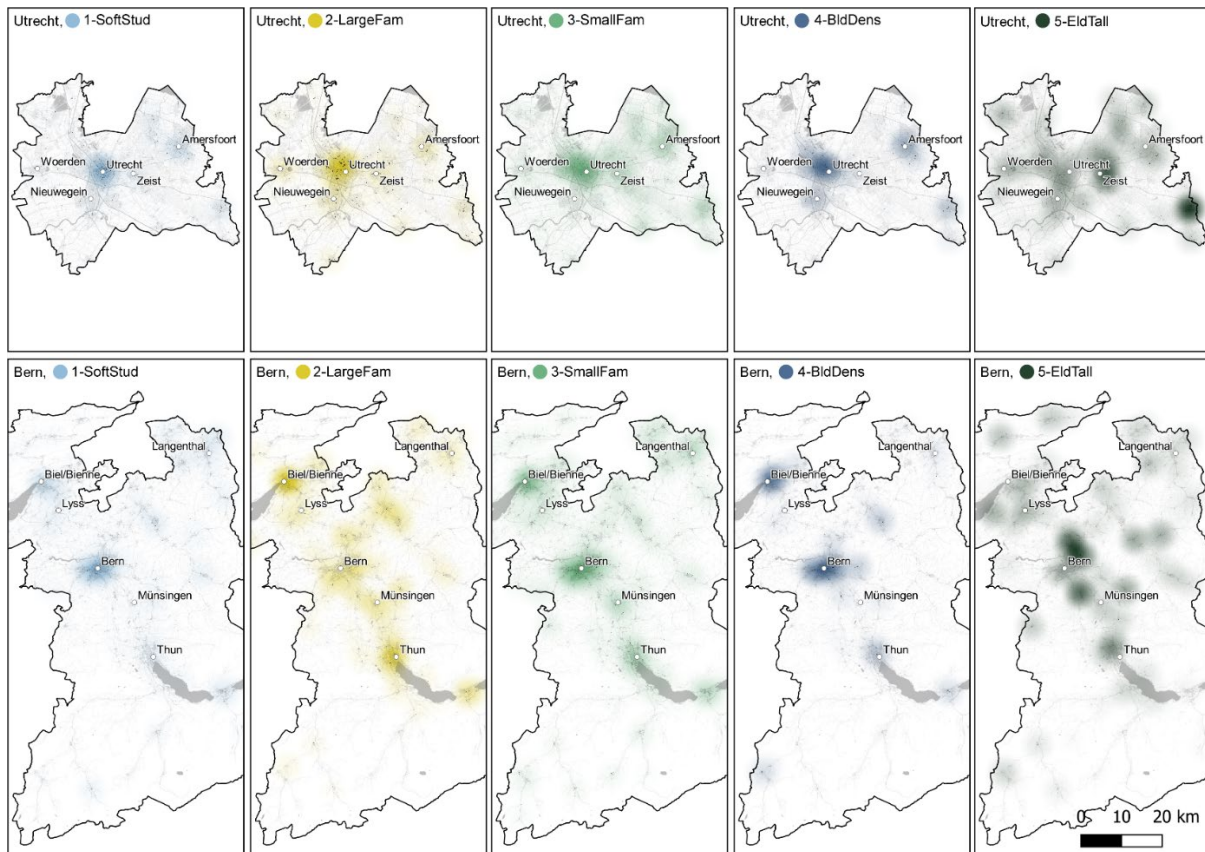 Utrecht, 1-SoftStud
Utrecht, 2-LargeFam
Utrecht, 3-SmallFam
Utrecht, 4-BldDens
Utrecht, 5-EldTall
Amersfoort
Woerden
Utrecht
Zeist
Nieuwegein
Amersfoort
Woerden
Utrecht
Zeist
Nieuwegein
Amersfoort
Woerden
Utrecht
Zeist
Nieuwegein
Amersfoort
Woerden
Utrecht
Zeist
Nieuwegein
Amersfoort
Woerden
Utrecht
Zeist
Nieuwegein
Bern, 1-SoftStud
Bern, 2-LargeFam
Bern, 3-SmallFam
Bern, 4-BldDens
Bern, 5-EldTall
Langenthal
Biel/Bienne
Lyss
Bern
Münsingen
Thun
Langenthal
Biel/Bienne
Lyss
Bern
Münsingen
Thun
Langenthal
Biel/Bienne
Lyss
Bern
Münsingen
Thun
Langenthal
Biel/Bienne
Lyss
Bern
Münsingen
Thun
Langenthal
Biel/Bienne
Lyss
Bern
Münsingen
Thun
0 10 20 km